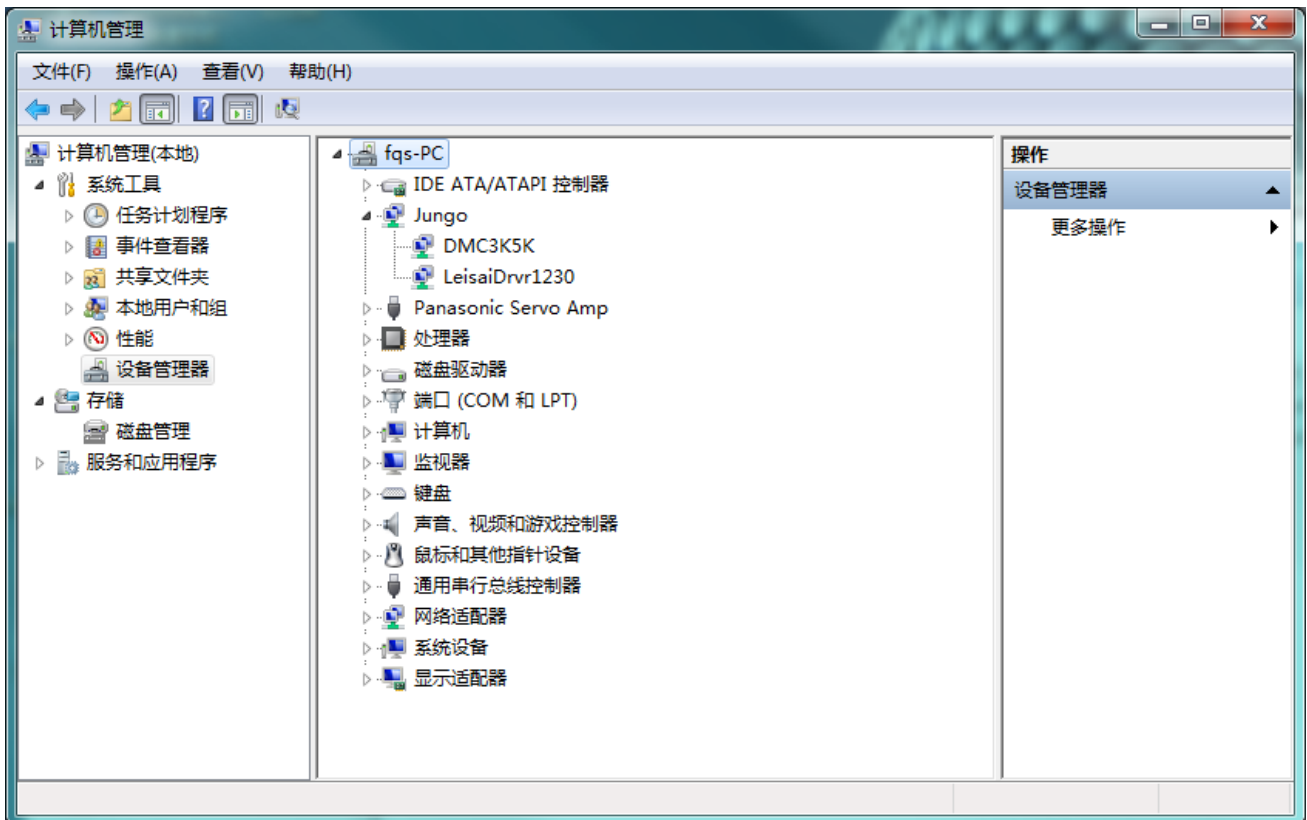 计算机管理
文件(F) 操作(A) 查看(V) 帮助(H)
计算机管理(本地)
系统工具
任务计划程序
事件查看器
共享文件夹
本地用户和组
性能
设备管理器
存储
磁盘管理
服务和应用程序
fqs-PC
IDE ATA/ATAPI 控制器
Jungo
DMC3K5K
LeisaiDrvr1230
Panasonic Servo Amp
处理器
磁盘驱动器
端口 (COM 和 LPT)
计算机
监视器
键盘
声音、视频和游戏控制器
鼠标和其他指针设备
通用串行总线控制器
网络适配器
系统设备
显示适配器
操作
设备管理器
更多操作